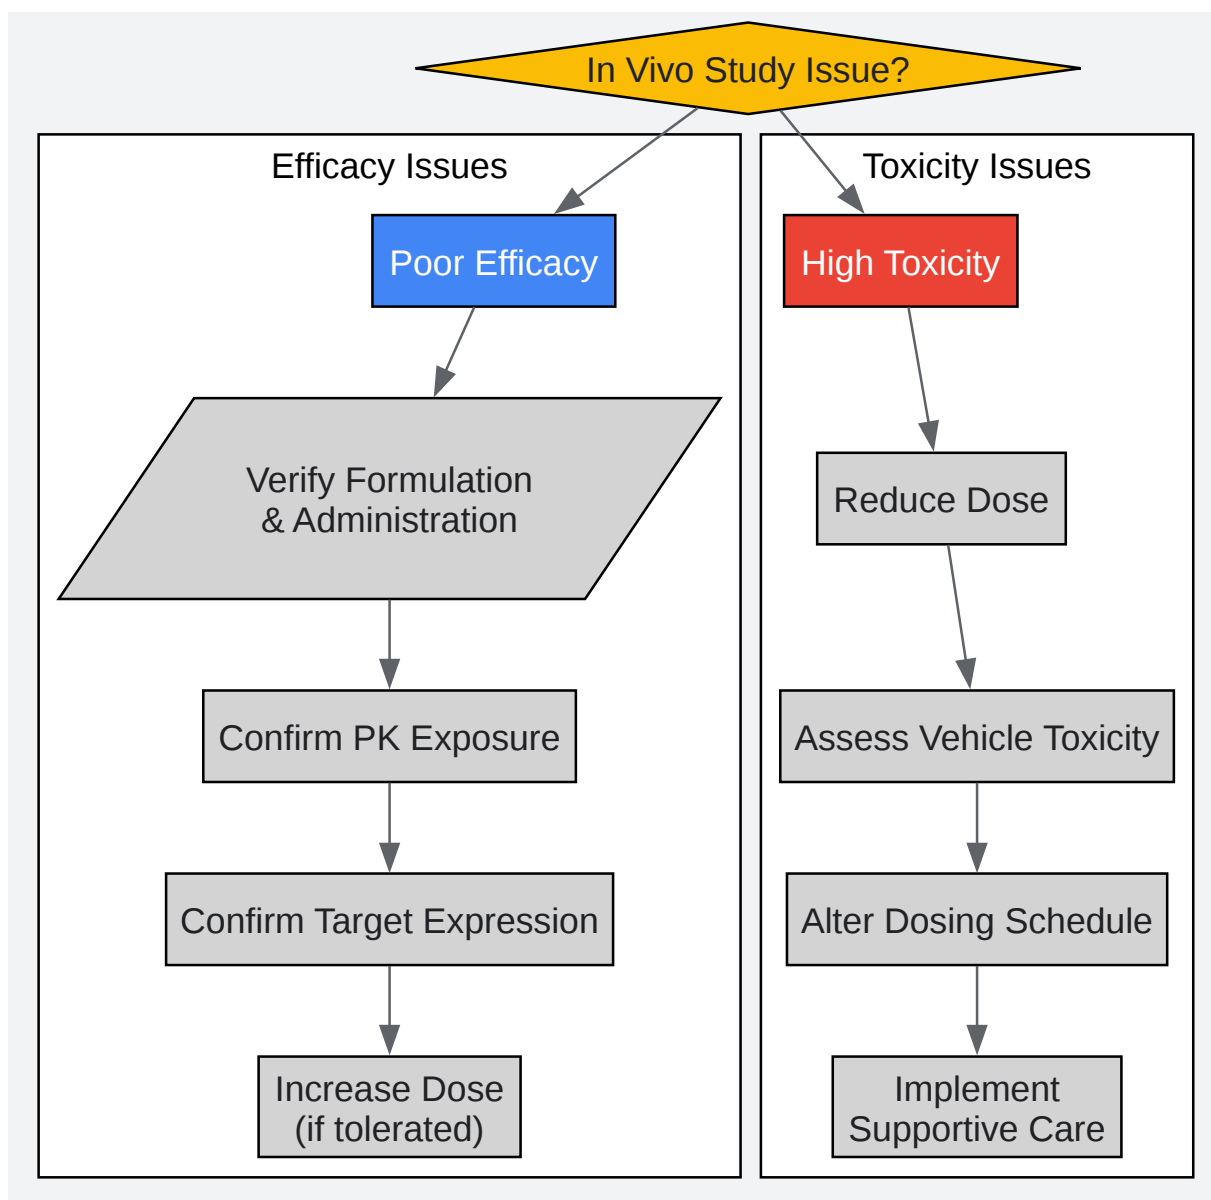 In Vivo Study Issue?
Efficacy Issues
Poor Efficacy
Verify Formulation
& Administration
Confirm PK Exposure
Confirm Target Expression
Increase Dose
(if tolerated)
Toxicity Issues
High Toxicity
Reduce Dose
Assess Vehicle Toxicity
Alter Dosing Schedule
Implement
Supportive Care